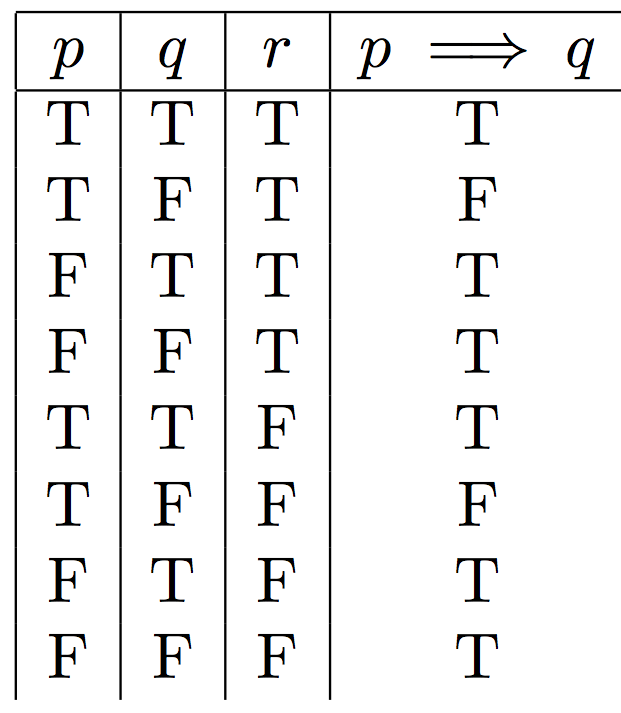 p q r p ⟹ q
T T T T
T F T F
F T T T
F F T T
T T F T
T F F F
F T F T
F F F T